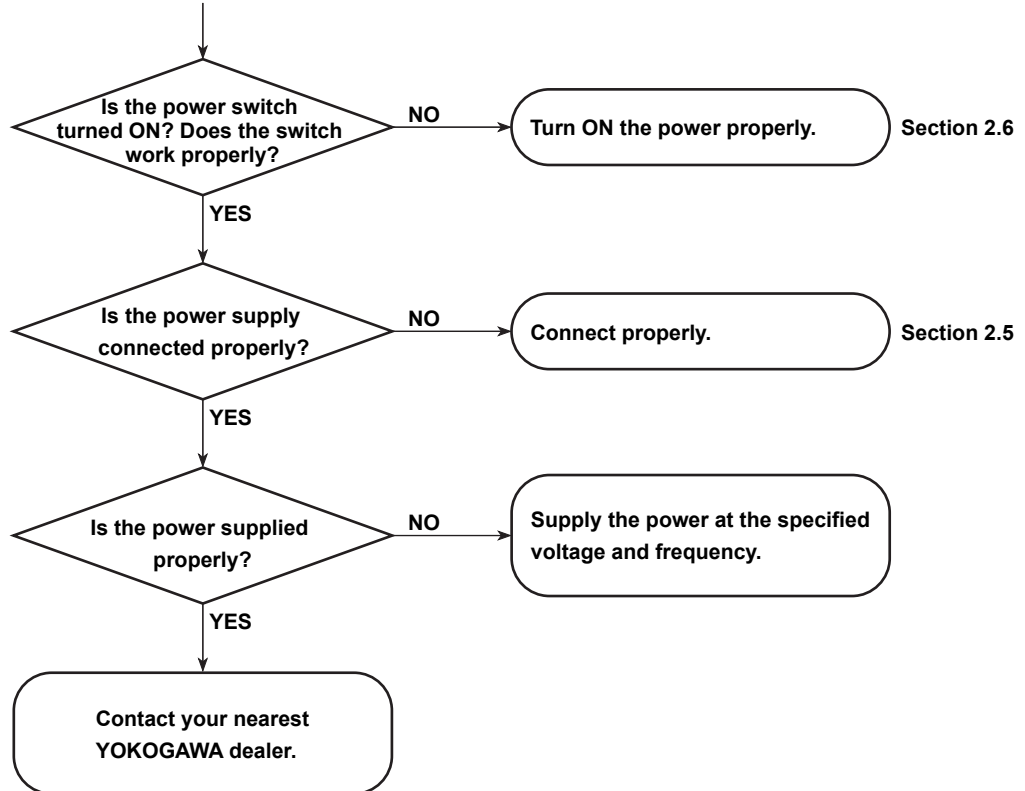 Is the power switch
turned ON? Does the switch
work properly?
NO
Turn ON the power properly.
Section 2.6
YES
Is the power supply
connected properly?
NO
Connect properly.
Section 2.5
YES
Is the power supplied
properly?
NO
Supply the power at the specified
voltage and frequency.
YES
Contact your nearest
YOKOGAWA dealer.